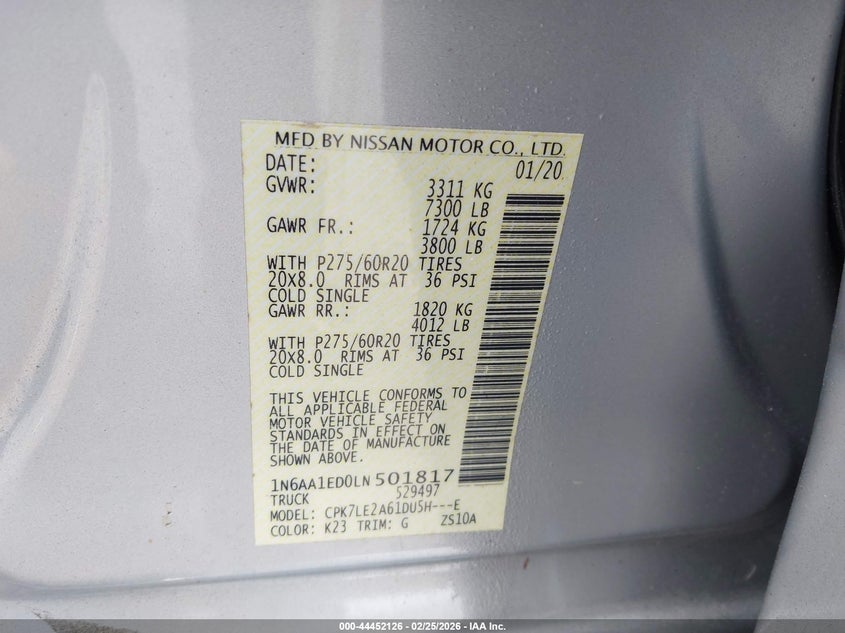 MFD BY NISSAN MOTOR CO., LTD.
DATE: 01/20
GVWR: 3311 KG
7300 LB
GAWR FR.: 1724 KG
3800 LB
WITH P275/60R20 TIRES
20X8.0 RIMS AT 36 PSI
COLD SINGLE
GAWR RR.: 1820 KG
4012 LB
WITH P275/60R20 TIRES
20X8.0 RIMS AT 36 PSI
COLD SINGLE
THIS VEHICLE CONFORMS TO
ALL APPLICABLE FEDERAL
MOTOR VEHICLE SAFETY
STANDARDS IN EFFECT ON
THE DATE OF MANUFACTURE
SHOWN ABOVE.
1N6AA1ED0LN501817
TRUCK 529497
MODEL: CPK7LE2A61DU5H---E
COLOR: K23 TRIM: G ZS10A
000-44452126 - 02/25/2026 - IAA Inc.